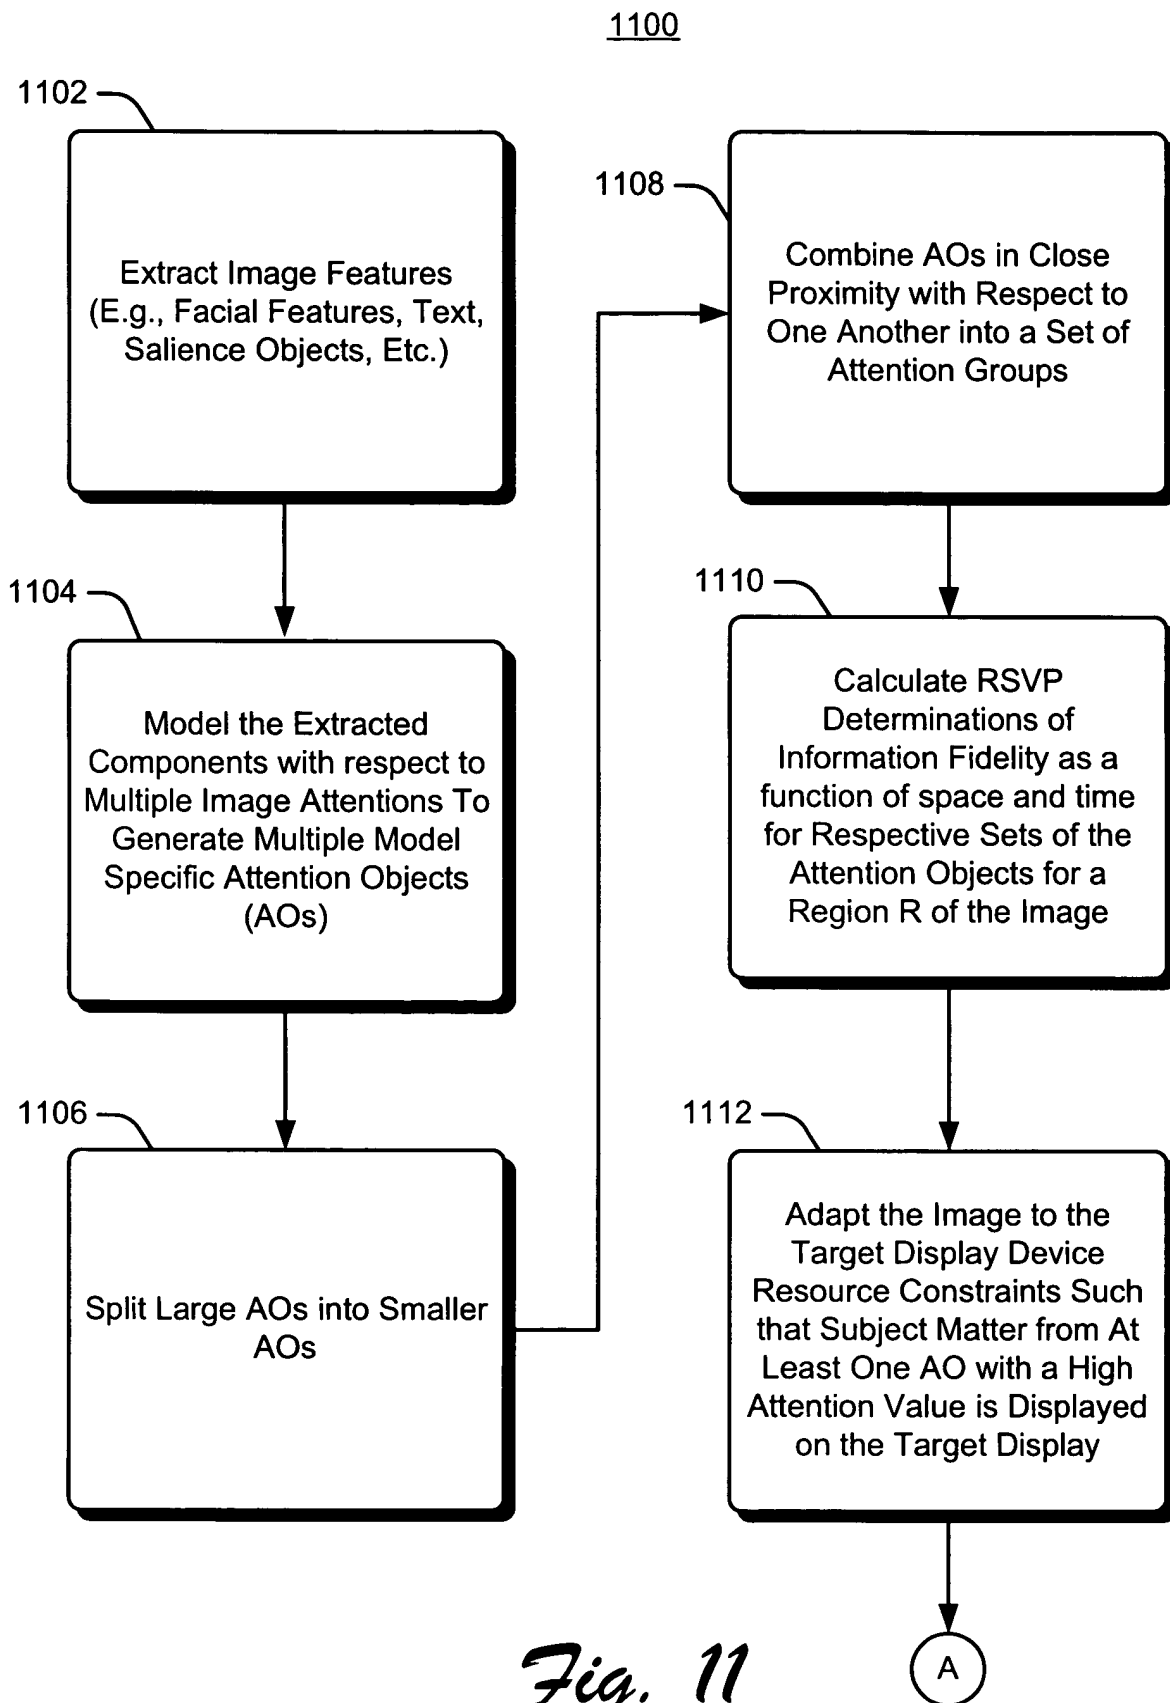 1100
1102
Extract Image Features
(E.g., Facial Features, Text,
Salience Objects, Etc.)
1104
Model the Extracted
Components with respect to
Multiple Image Attentions To
Generate Multiple Model
Specific Attention Objects
(AOs)
1106
Split Large AOs into Smaller
AOs
1108
Combine AOs in Close
Proximity with Respect to
One Another into a Set of
Attention Groups
1110
Calculate RSVP
Determinations of
Information Fidelity as a
function of space and time
for Respective Sets of the
Attention Objects for a
Region R of the Image
1112
Adapt the Image to the
Target Display Device
Resource Constraints Such
that Subject Matter from At
Least One AO with a High
Attention Value is Displayed
on the Target Display
A
Fig. 11